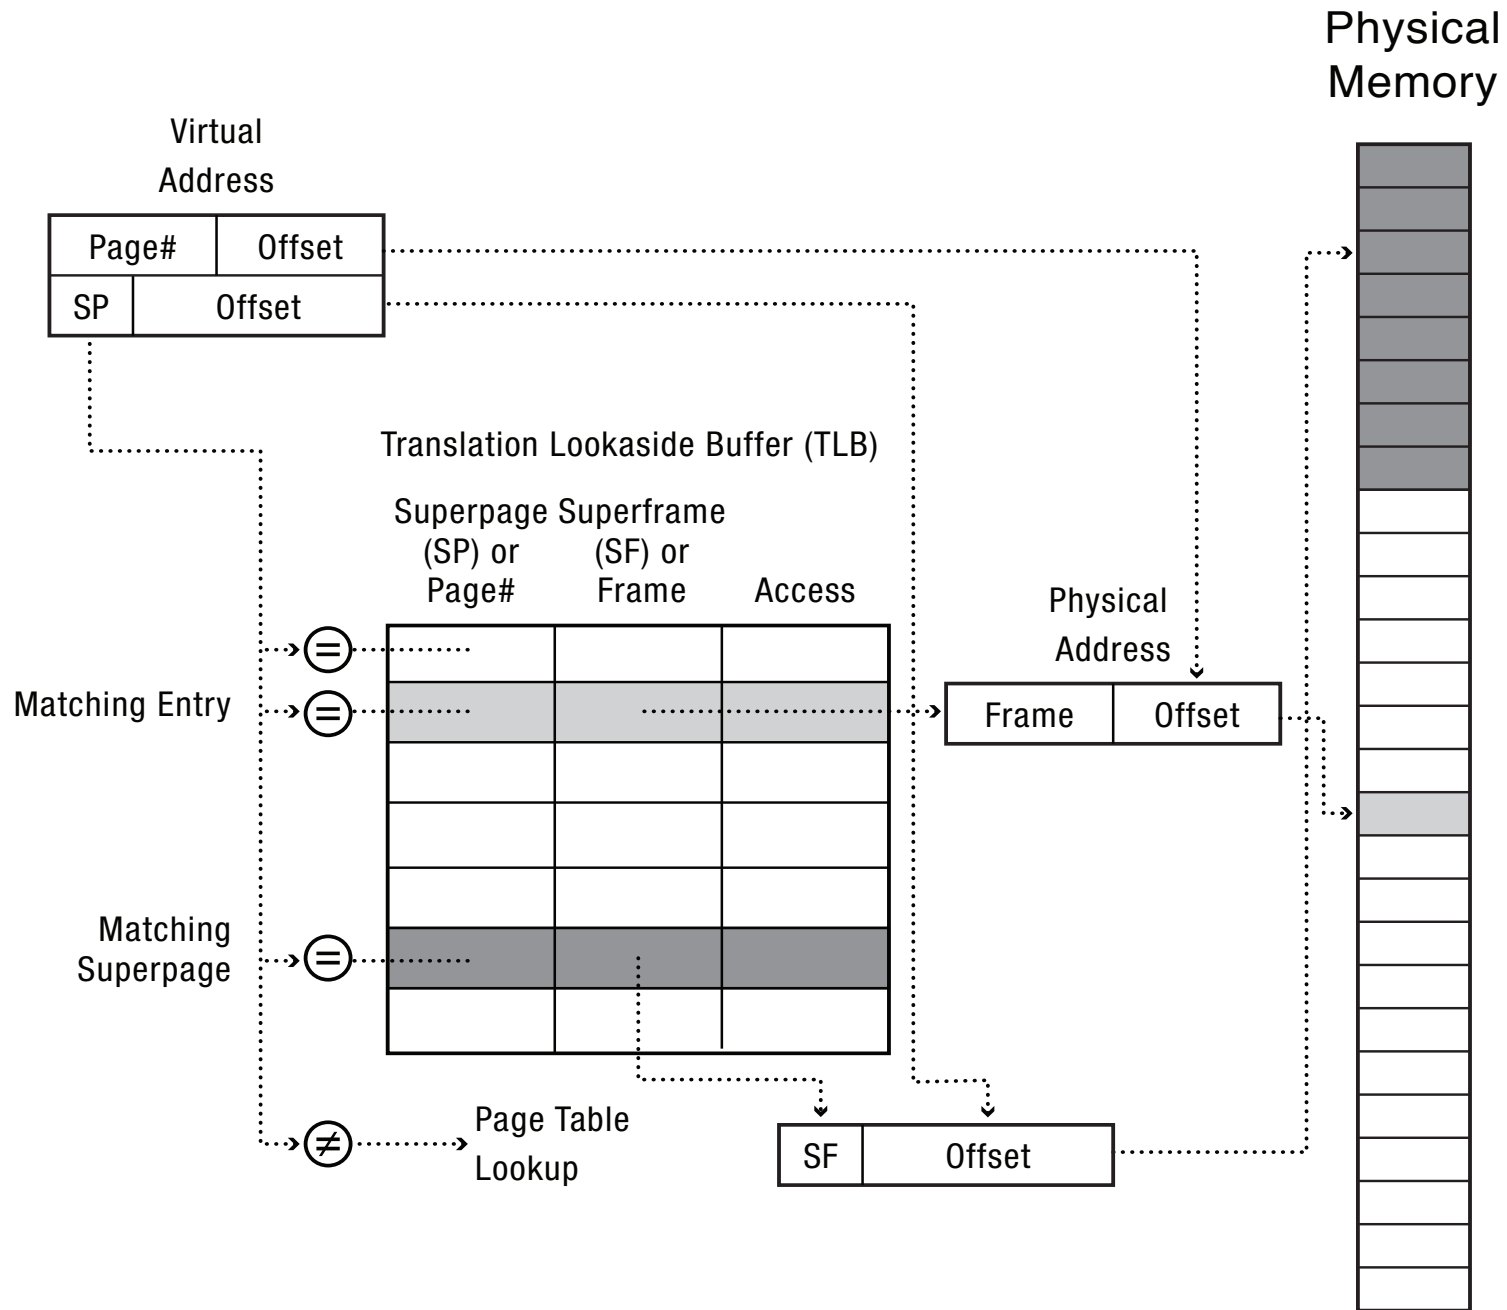 Physical
Memory
Virtual
Address
Page# Offset
SP Offset
Translation Lookaside Buffer (TLB)
Superpage Superframe
(SP) or (SF) or
Page# Frame Access
Physical
Address
=
Matching Entry =
Frame Offset
Matching
Superpage
=
Page Table
Lookup
≠
SF Offset